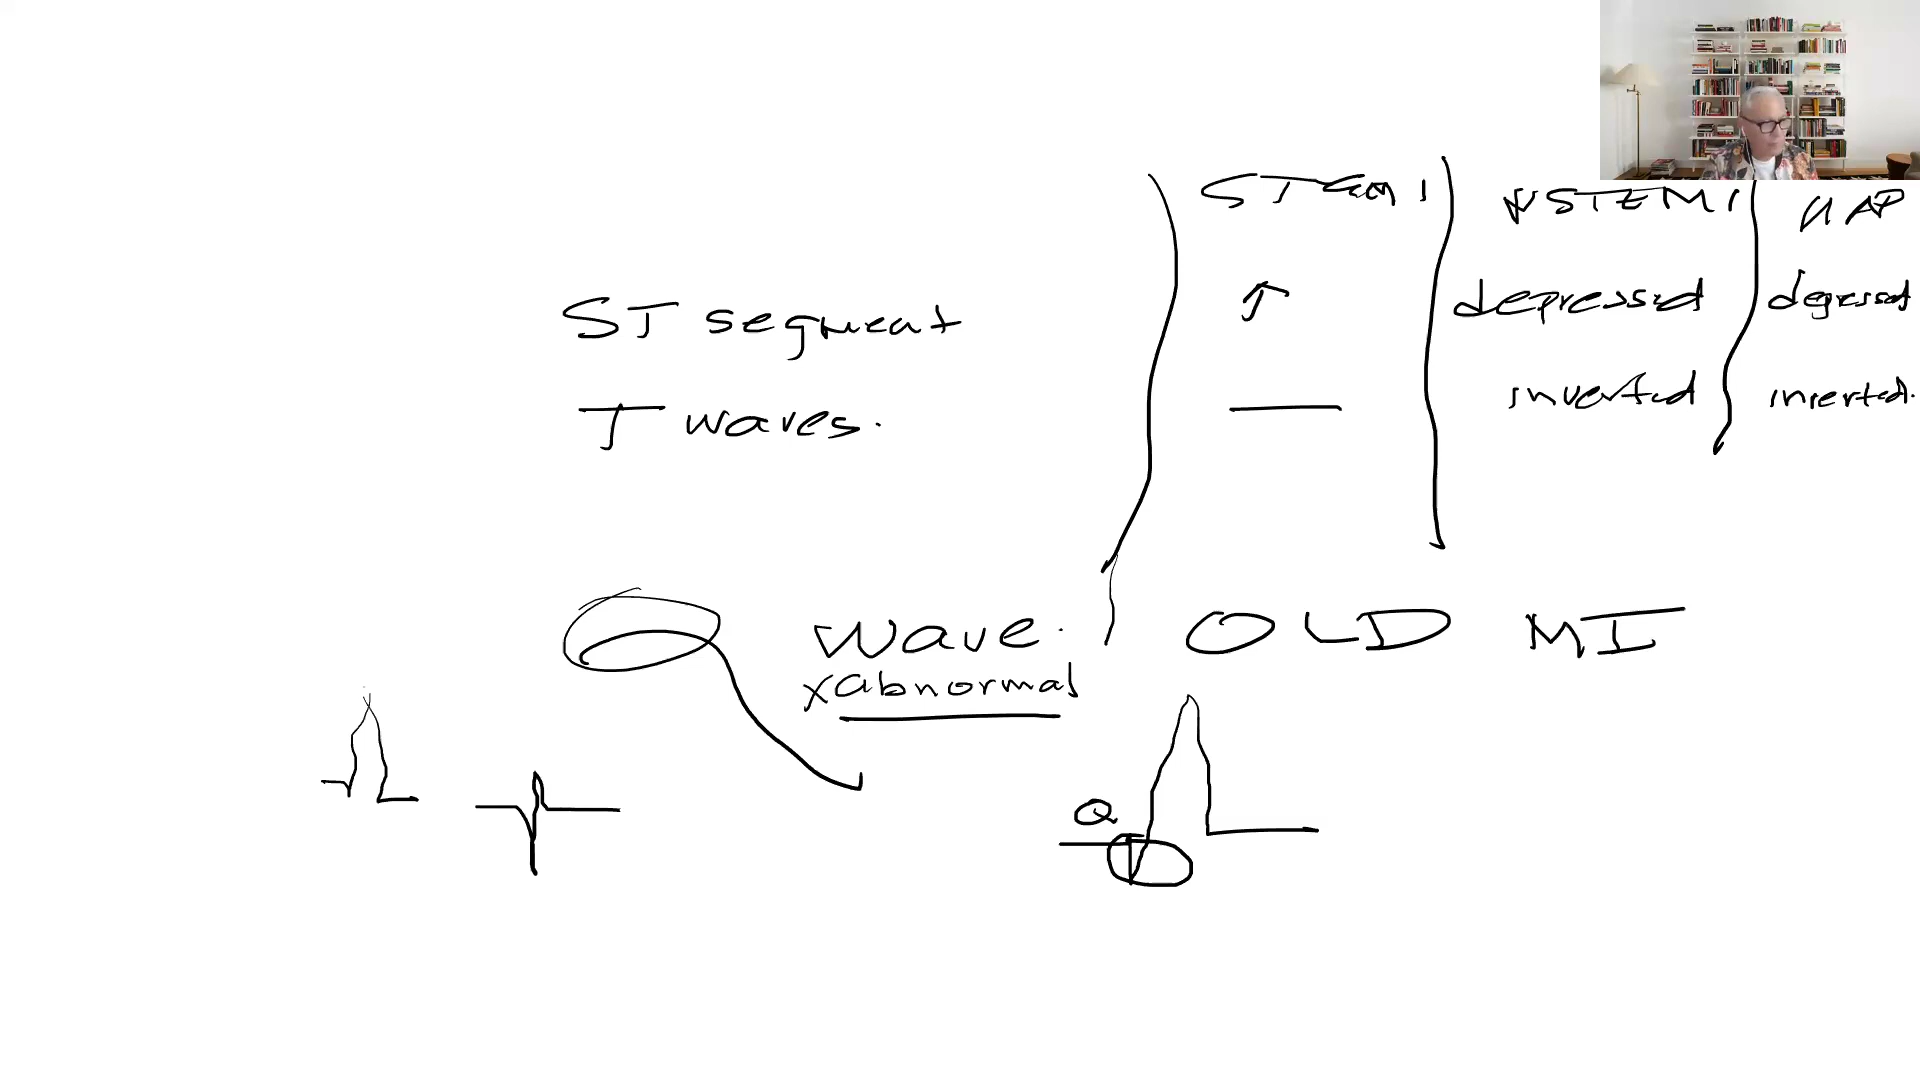 STEMI NSTEMI UAP
ST segment ↑ depressed depressed
T waves. — inverted inverted.
Q wave. OLD MI
xabnormal
Q